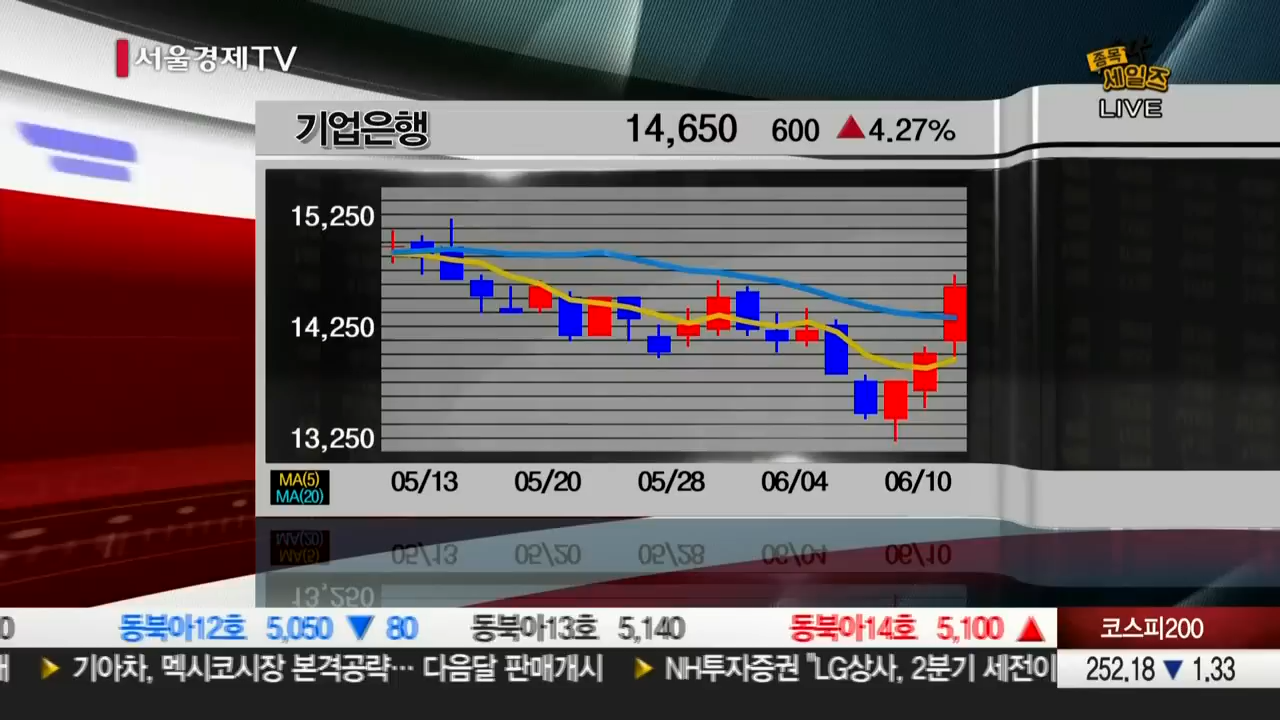 서울경제TV
종목
세일즈
LIVE
기업은행 14,650 600 ▲4.27%
15,250
14,250
13,250
MA(5)
MA(20)
05/13 05/20 05/28 06/04 06/10
0 동북아12호 5,050 ▼ 80 동북아13호 5,140 동북아14호 5,100 ▲ 코스피200
▶ 기아차, 멕시코시장 본격공략… 다음달 판매개시 ▶ NH투자증권 "LG상사, 2분기 세전이 252.18 ▼ 1.33